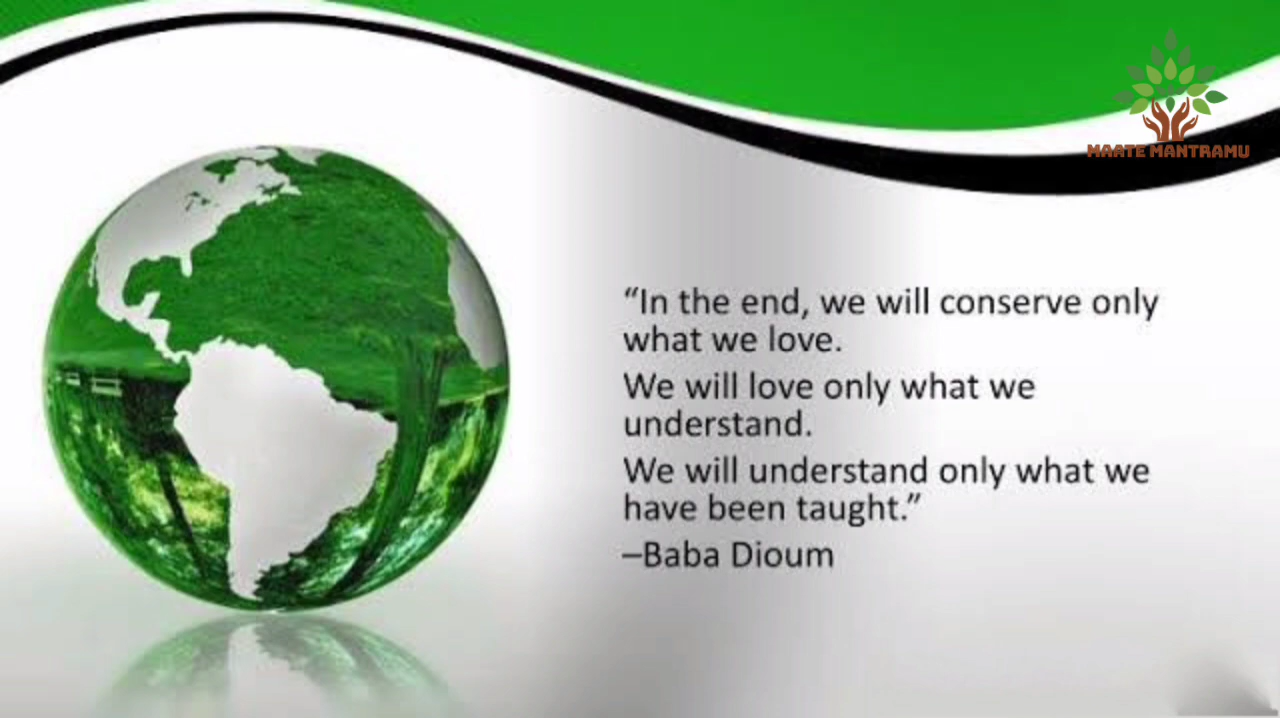 MAATE MANTRAMU
“In the end, we will conserve only
what we love.
We will love only what we
understand.
We will understand only what we
have been taught.”
–Baba Dioum